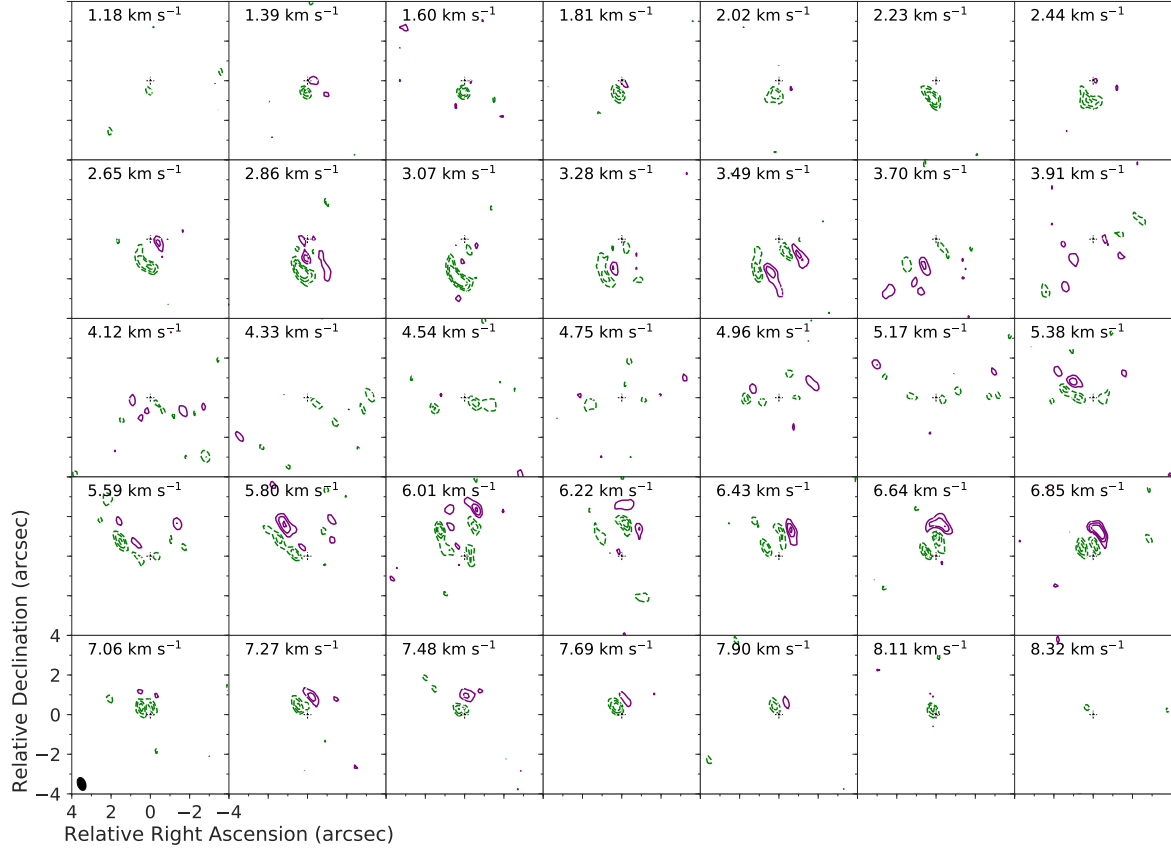 1.18 km s⁻¹ 1.39 km s⁻¹ 1.60 km s⁻¹ 1.81 km s⁻¹ 2.02 km s⁻¹ 2.23 km s⁻¹ 2.44 km s⁻¹
2.65 km s⁻¹ 2.86 km s⁻¹ 3.07 km s⁻¹ 3.28 km s⁻¹ 3.49 km s⁻¹ 3.70 km s⁻¹ 3.91 km s⁻¹
4.12 km s⁻¹ 4.33 km s⁻¹ 4.54 km s⁻¹ 4.75 km s⁻¹ 4.96 km s⁻¹ 5.17 km s⁻¹ 5.38 km s⁻¹
5.59 km s⁻¹ 5.80 km s⁻¹ 6.01 km s⁻¹ 6.22 km s⁻¹ 6.43 km s⁻¹ 6.64 km s⁻¹ 6.85 km s⁻¹
7.06 km s⁻¹ 7.27 km s⁻¹ 7.48 km s⁻¹ 7.69 km s⁻¹ 7.90 km s⁻¹ 8.11 km s⁻¹ 8.32 km s⁻¹
Relative Declination (arcsec)
4
2
0
−2
−4
4 2 0 −2 −4
Relative Right Ascension (arcsec)